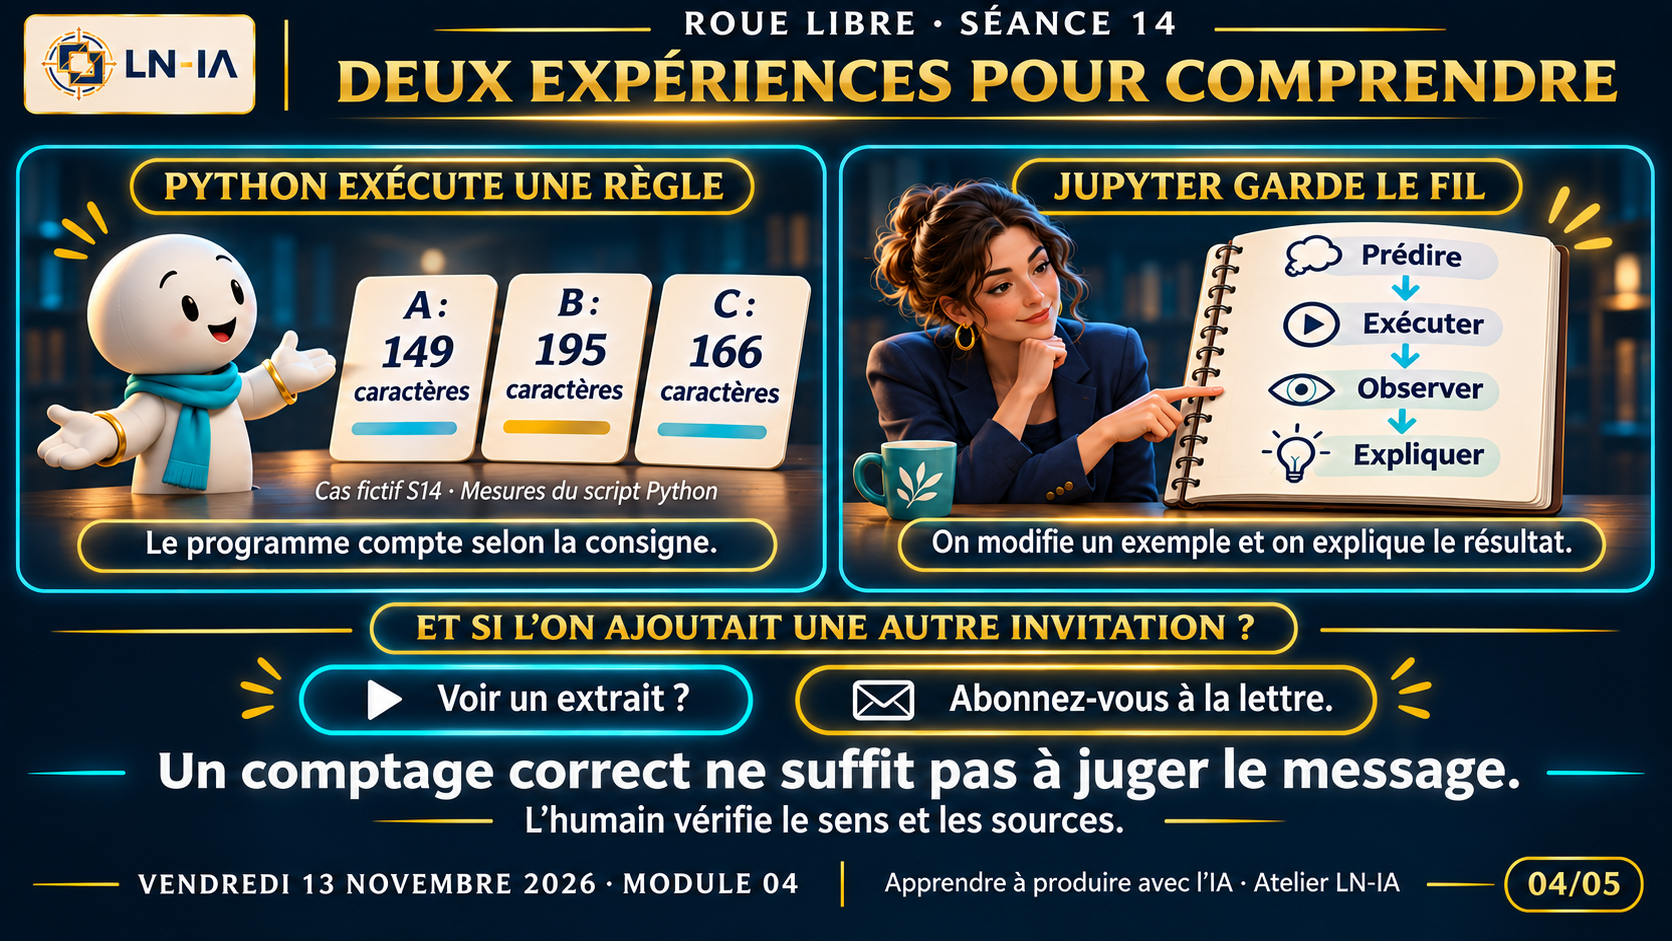 LN-IA
ROUE LIBRE · SÉANCE 14
DEUX EXPÉRIENCES POUR COMPRENDRE
PYTHON EXÉCUTE UNE RÈGLE
A :
149
caractères
B :
195
caractères
C :
166
caractères
Cas fictif S14 · Mesures du script Python
Le programme compte selon la consigne.
JUPYTER GARDE LE FIL
Prédire
Exécuter
Observer
Expliquer
On modifie un exemple et on explique le résultat.
ET SI L’ON AJOUTAIT UNE AUTRE INVITATION ?
Voir un extrait ?
Abonnez-vous à la lettre.
Un comptage correct ne suffit pas à juger le message.
L’humain vérifie le sens et les sources.
VENDREDI 13 NOVEMBRE 2026 · MODULE 04
Apprendre à produire avec l’IA · Atelier LN-IA
04/05